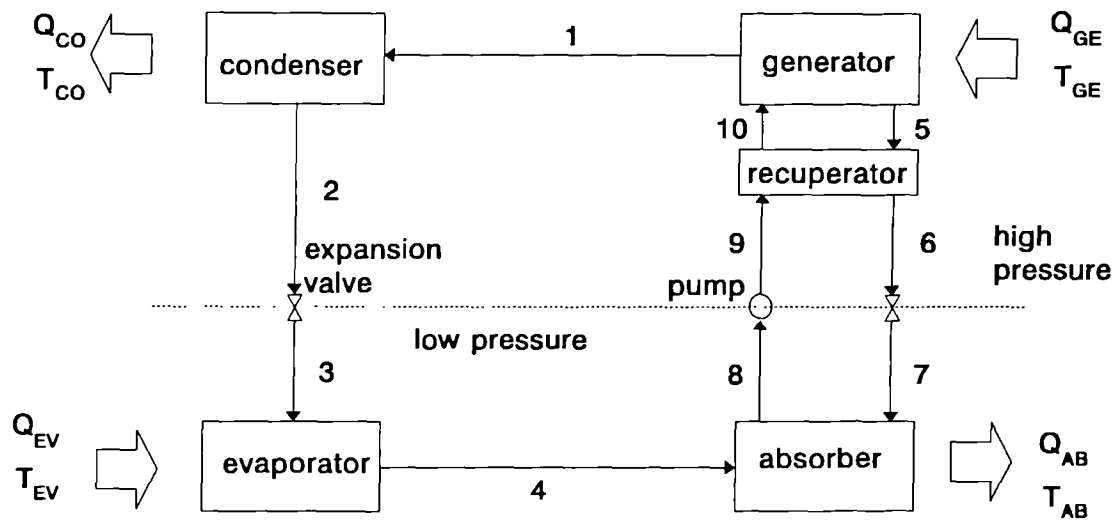 Q_CO
T_CO
condenser
1
generator
Q_GE
T_GE
10
5
recuperator
2
9
6
expansion
valve
pump
high
pressure
low pressure
3
8
7
Q_EV
T_EV
evaporator
4
absorber
Q_AB
T_AB